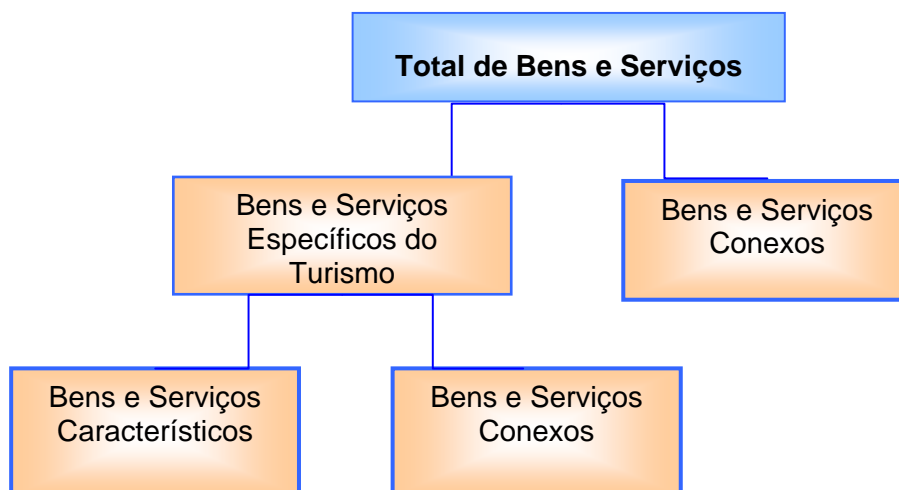 Total de Bens e Serviços
Bens e Serviços
Específicos do
Turismo
Bens e Serviços
Conexos
Bens e Serviços
Característicos
Bens e Serviços
Conexos